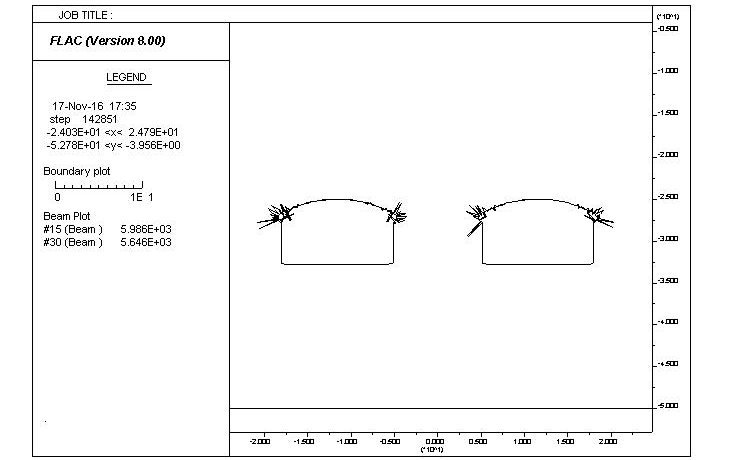 JOB TITLE :
FLAC (Version 8.00)
LEGEND
17-Nov-16 17:35
step 142851
-2.403E+01 <x< 2.479E+01
-5.278E+01 <y< -3.956E+00
Boundary plot
0 1E 1
Beam Plot
#15 (Beam ) 5.986E+03
#30 (Beam ) 5.646E+03
(*10^1)
-0.500
-1.000
-1.500
-2.000
-2.500
-3.000
-3.500
-4.000
-4.500
-5.000
-2.000 -1.500 -1.000 -0.500 0.000 0.500 1.000 1.500 2.000
(*10^1)